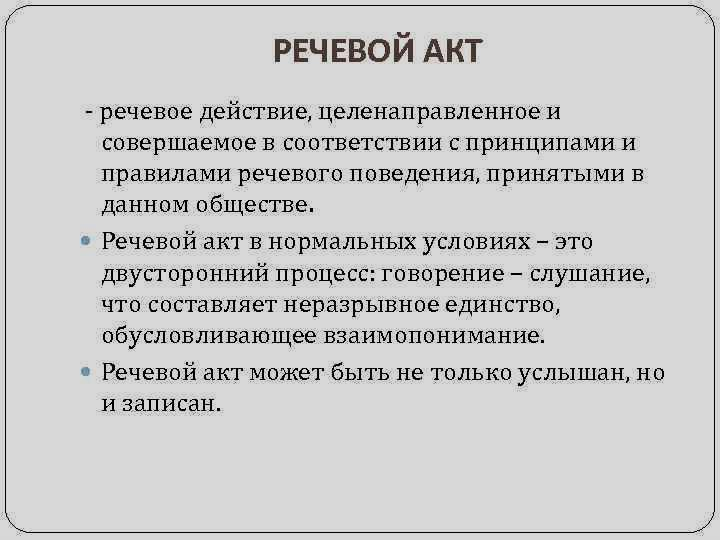 РЕЧЕВОЙ АКТ
- речевое действие, целенаправленное и
совершаемое в соответствии с принципами и
правилами речевого поведения, принятыми в
данном обществе.
• Речевой акт в нормальных условиях – это
двусторонний процесс: говорение – слушание,
что составляет неразрывное единство,
обусловливающее взаимопонимание.
• Речевой акт может быть не только услышан, но
и записан.